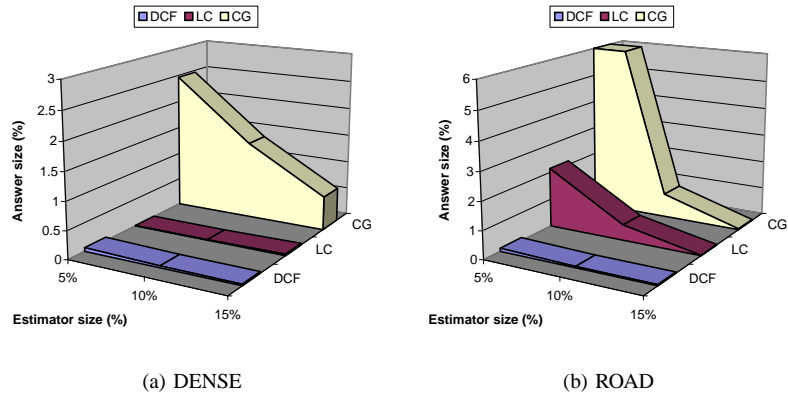 DCF LC CG
3
2.5
2
1.5
1
0.5
0
Answer size (%)
5%
10%
15%
Estimator size (%)
DCF
LC
CG
(a) DENSE
DCF LC CG
6
5
4
3
2
1
0
Answer size (%)
5%
10%
15%
Estimator size (%)
DCF
LC
CG
(b) ROAD